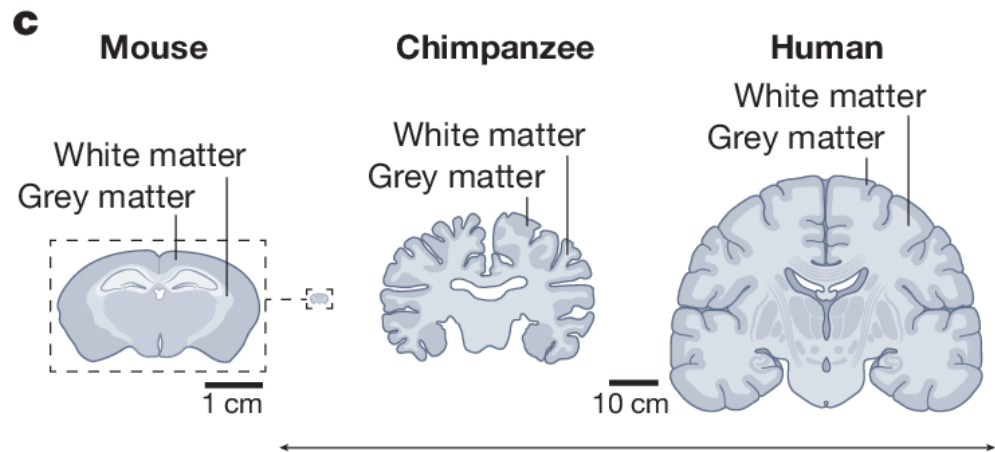 c
Mouse
White matter
Grey matter
1 cm
Chimpanzee
White matter
Grey matter
10 cm
Human
White matter
Grey matter